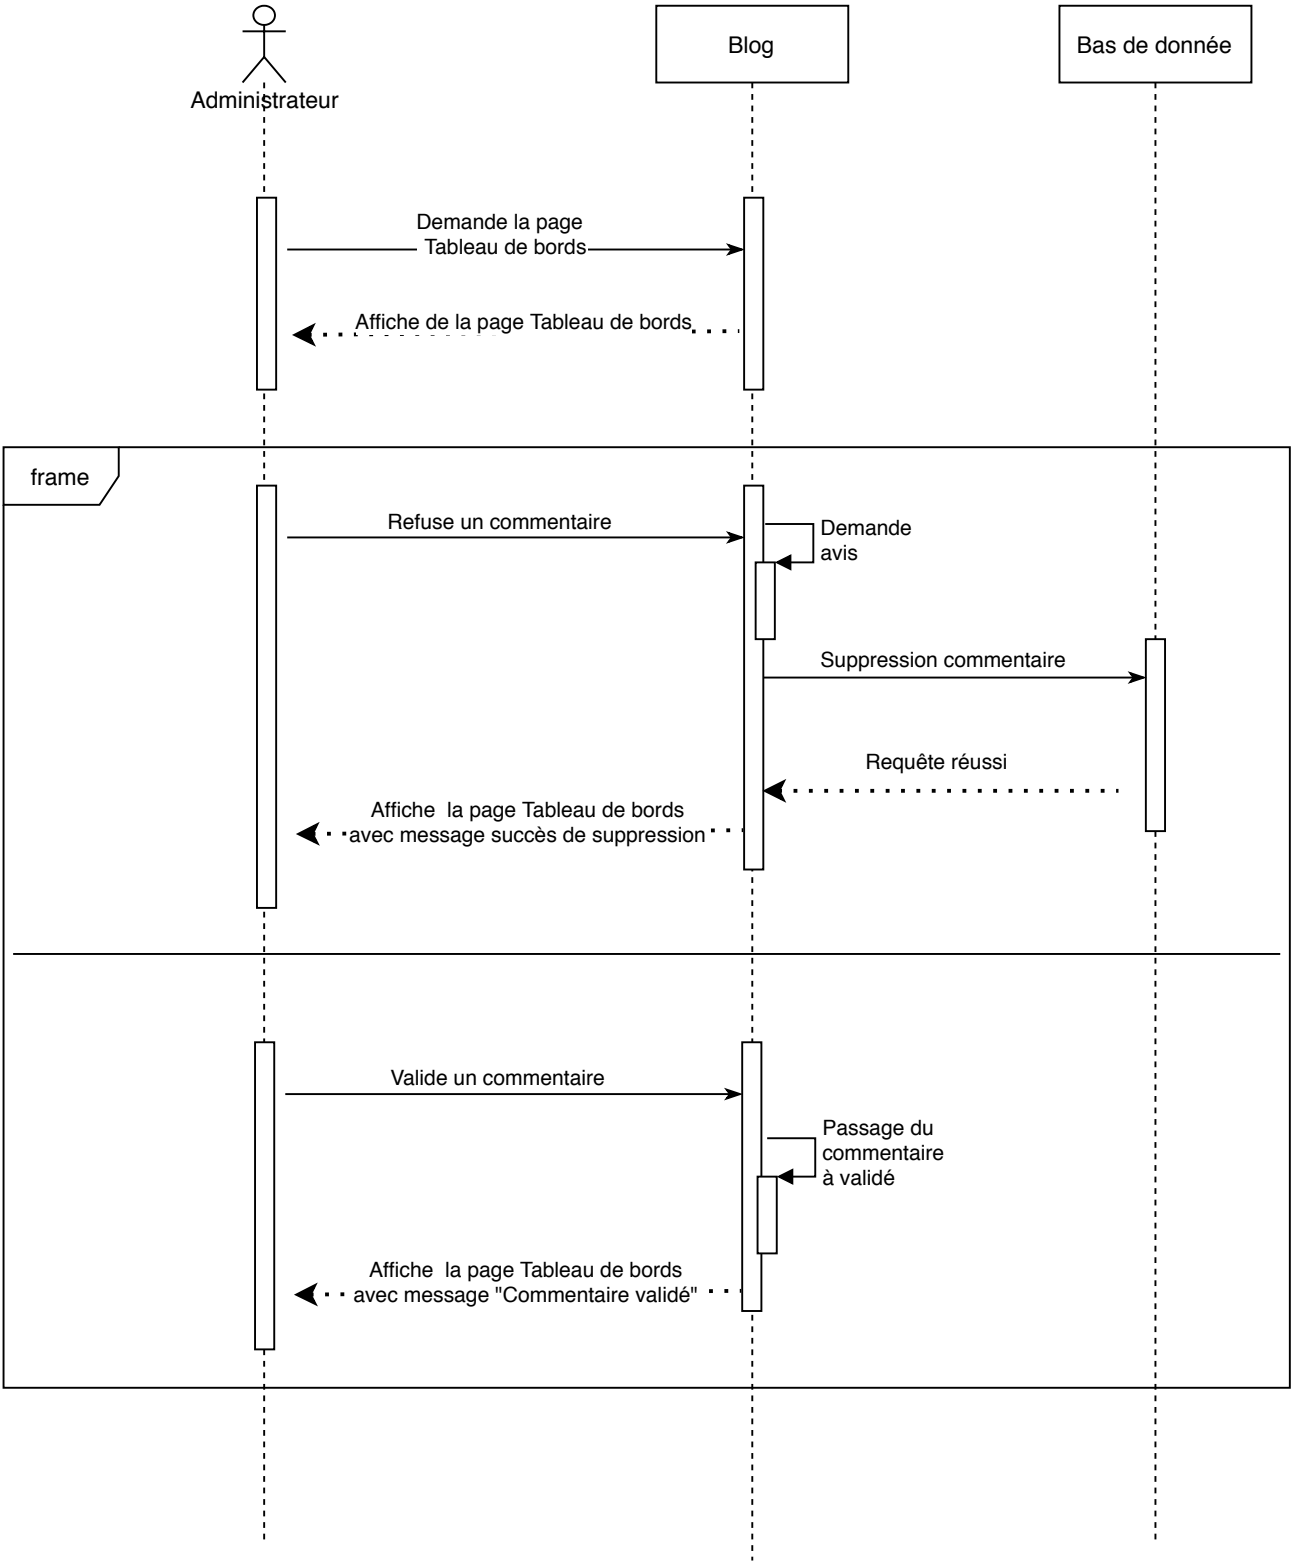 Administrateur
Blog
Bas de donnée
Demande la page
Tableau de bords
Affiche de la page Tableau de bords
frame
Refuse un commentaire
Demande
avis
Suppression commentaire
Requête réussi
Affiche  la page Tableau de bords
avec message succès de suppression
Valide un commentaire
Passage du
commentaire
à validé
Affiche  la page Tableau de bords
avec message "Commentaire validé"